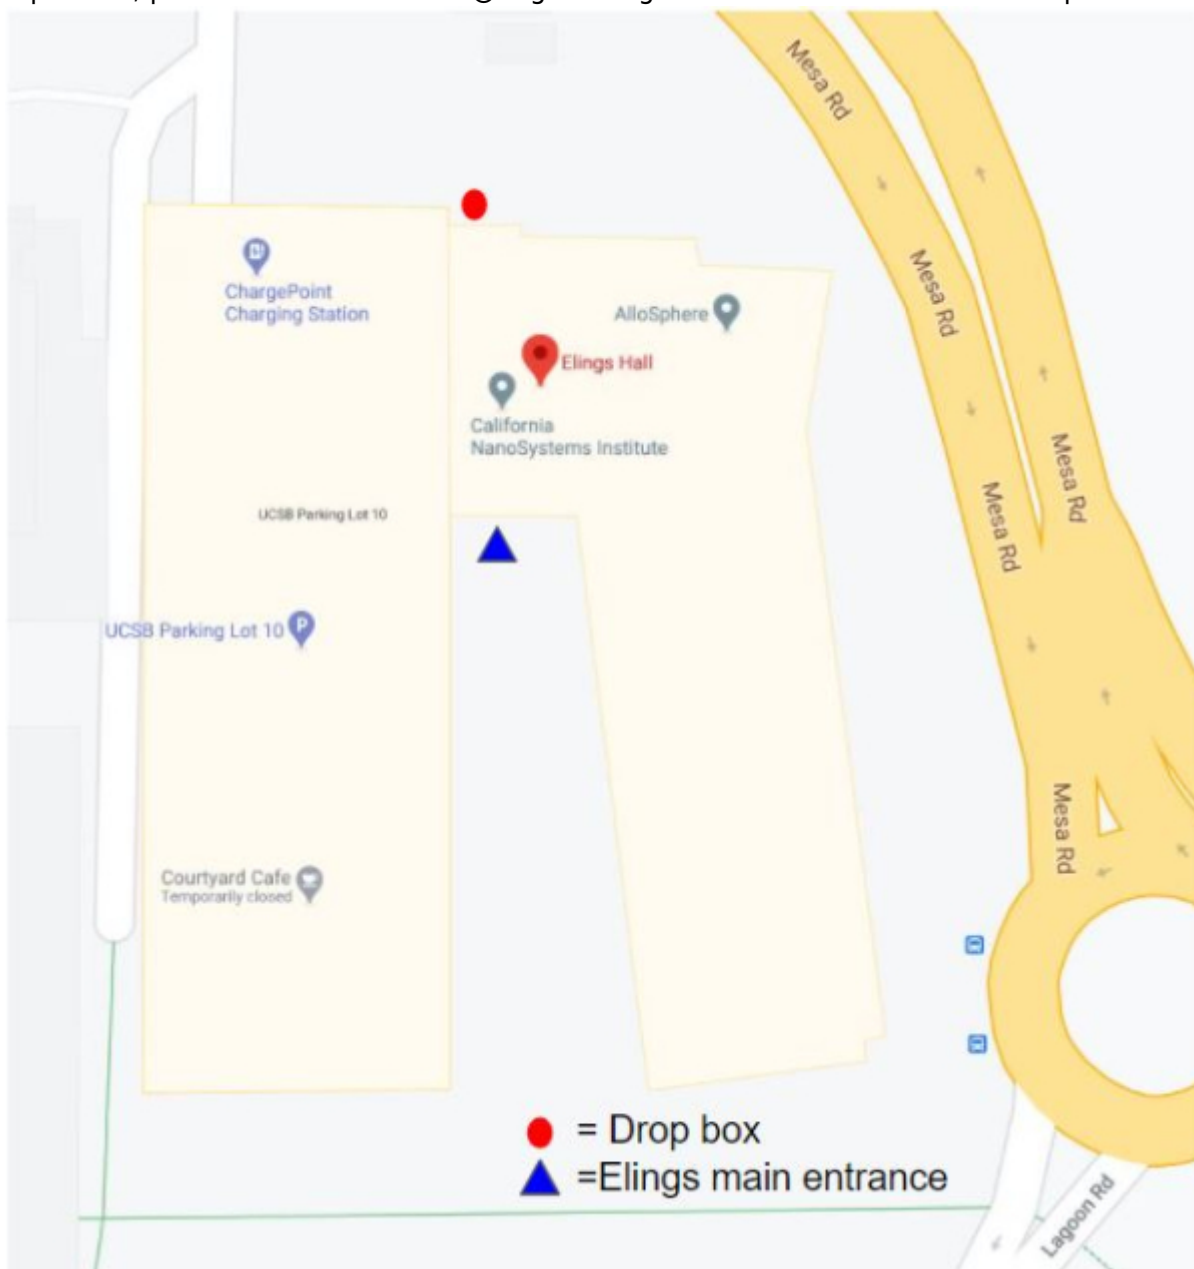 Mesa Rd
Mesa Rd
ChargePoint
Charging Station
AlloSphere
Elings Hall
California
NanoSystems Institute
Mesa Rd
Mesa Rd
UCSB Parking Lot 10
UCSB Parking Lot 10
Mesa Rd
Courtyard Cafe
Temporarily closed
= Drop box
=Elings main entrance
Lagoon Rd